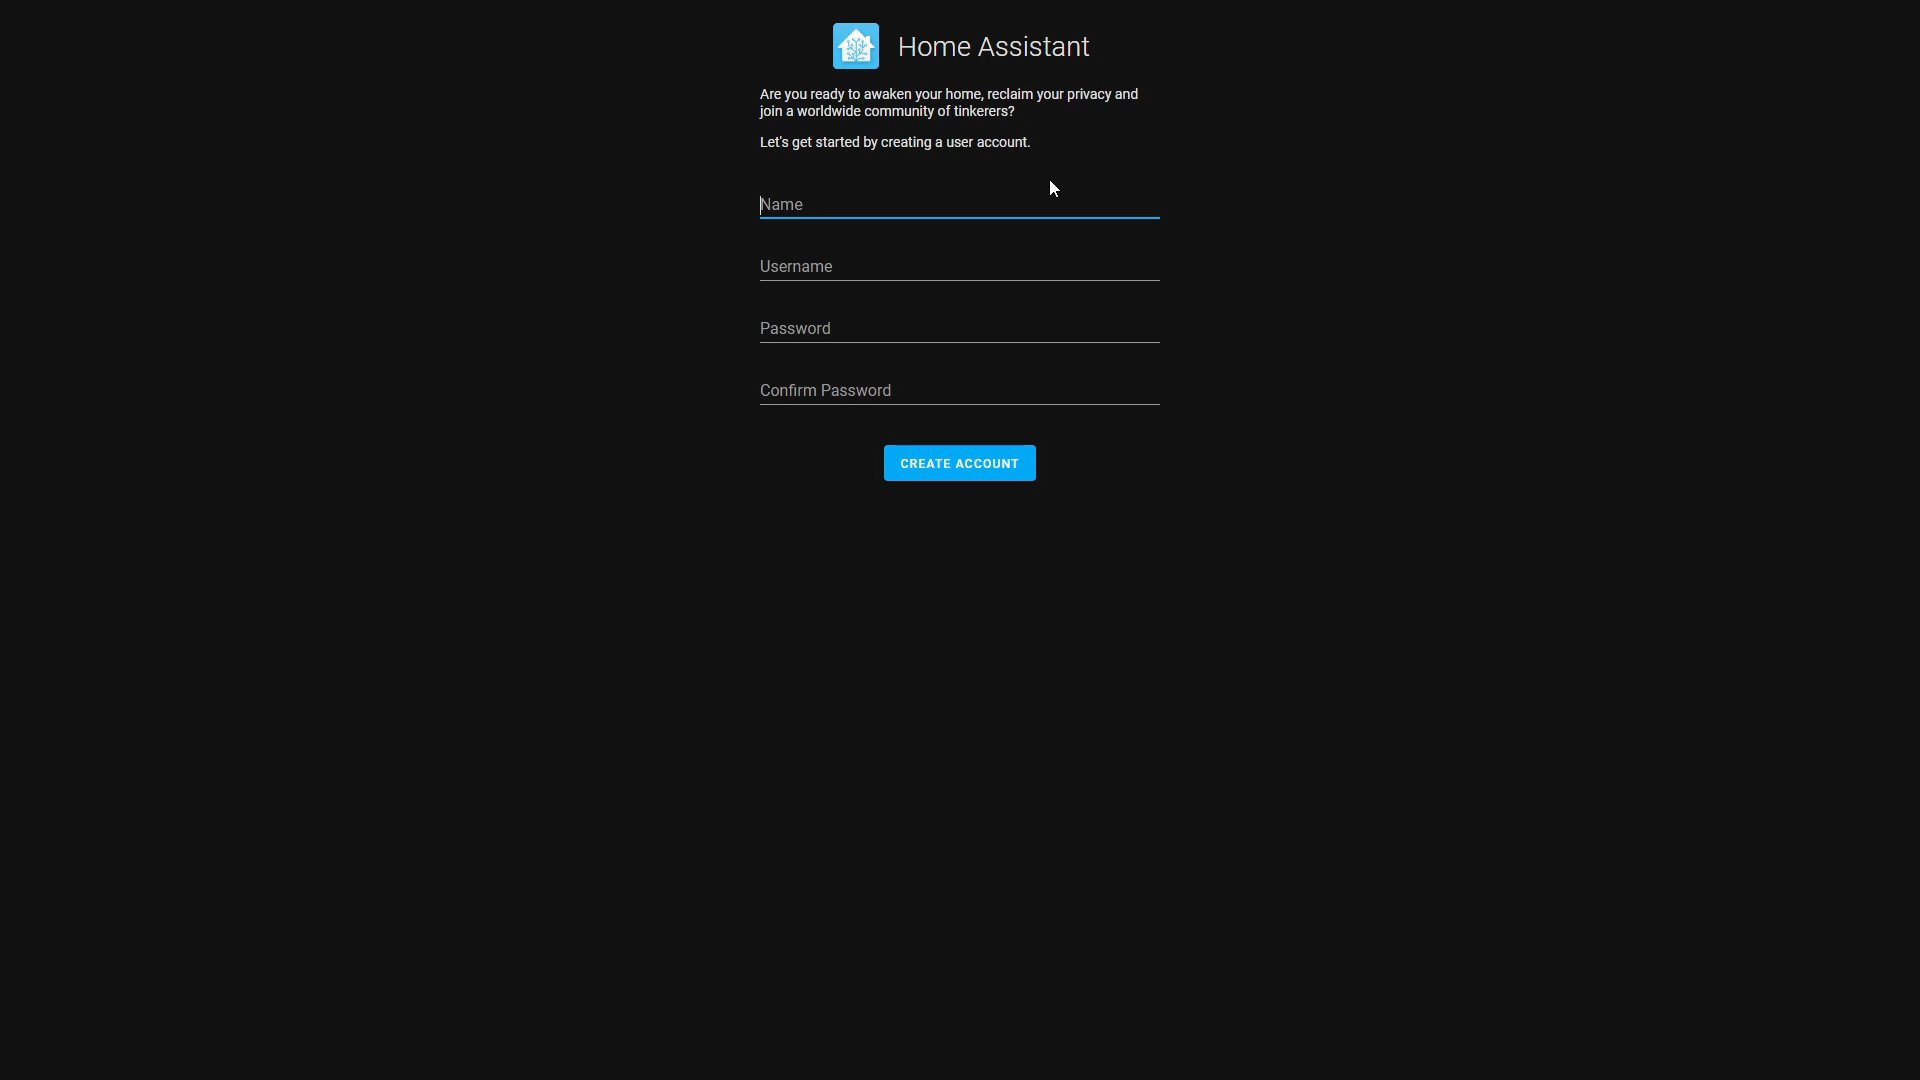 Home Assistant
Are you ready to awaken your home, reclaim your privacy and
join a worldwide community of tinkerers?
Let's get started by creating a user account.
Name
Username
Password
Confirm Password
CREATE ACCOUNT